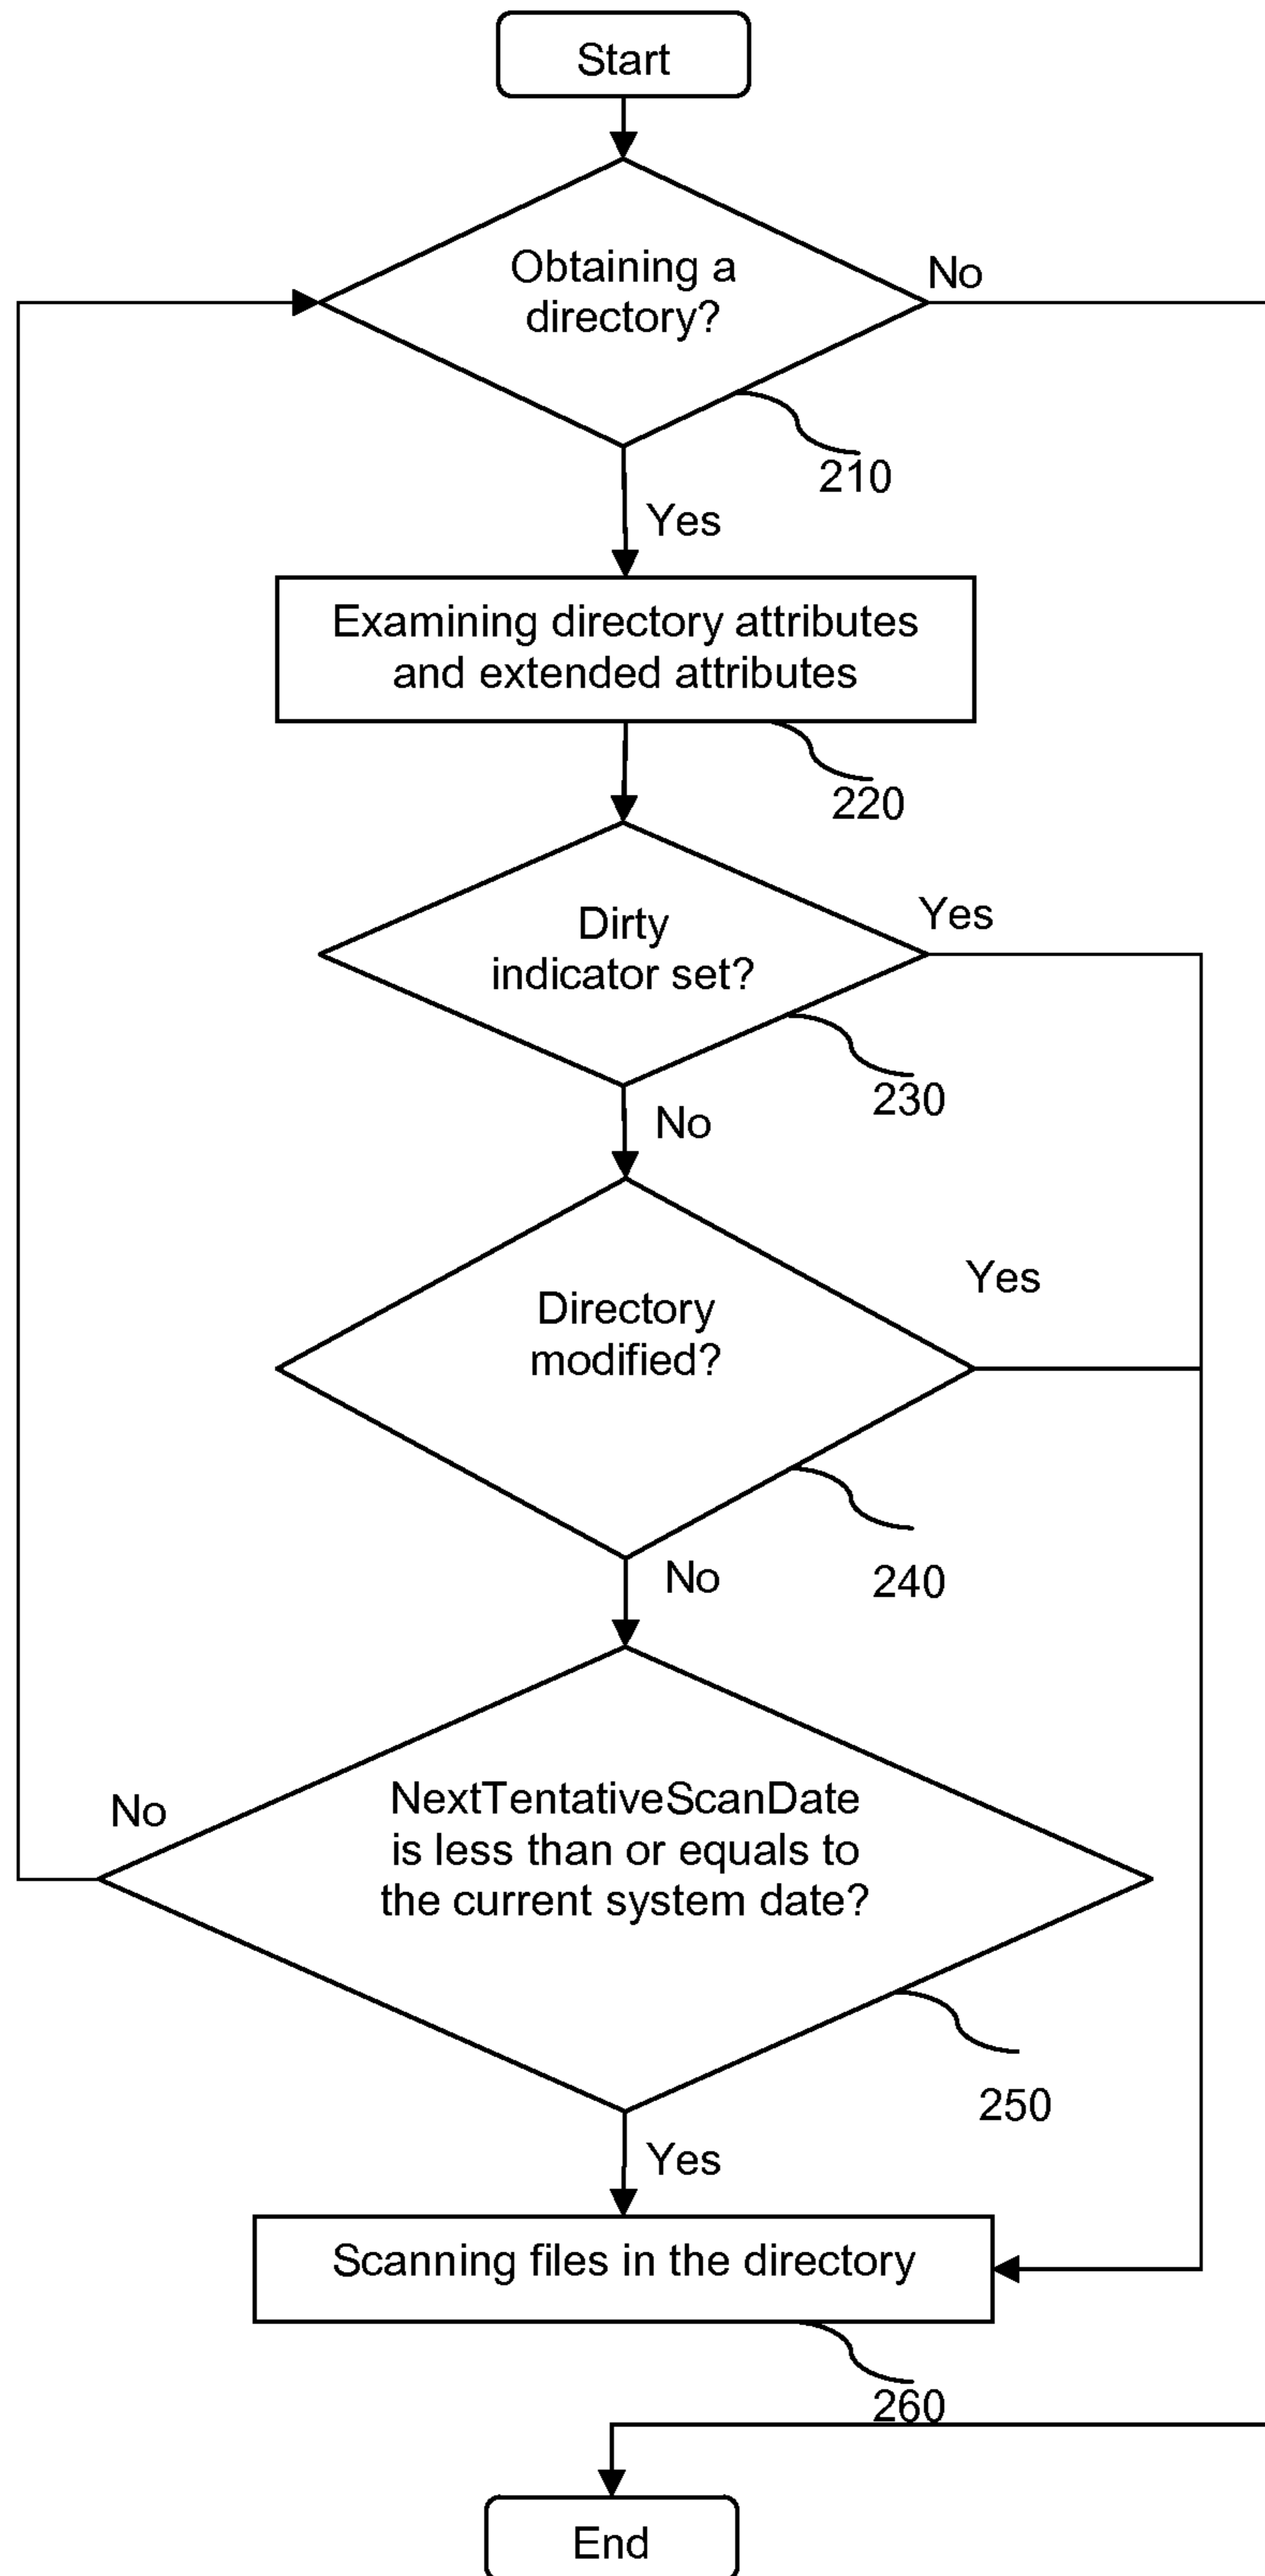 Start
Obtaining a
directory?
No
210
Yes
Examining directory attributes
and extended attributes
220
Dirty
indicator set?
Yes
230
No
Directory
modified?
Yes
240
No
NextTentativeScanDate
is less than or equals to
the current system date?
No
250
Yes
Scanning files in the directory
260
End